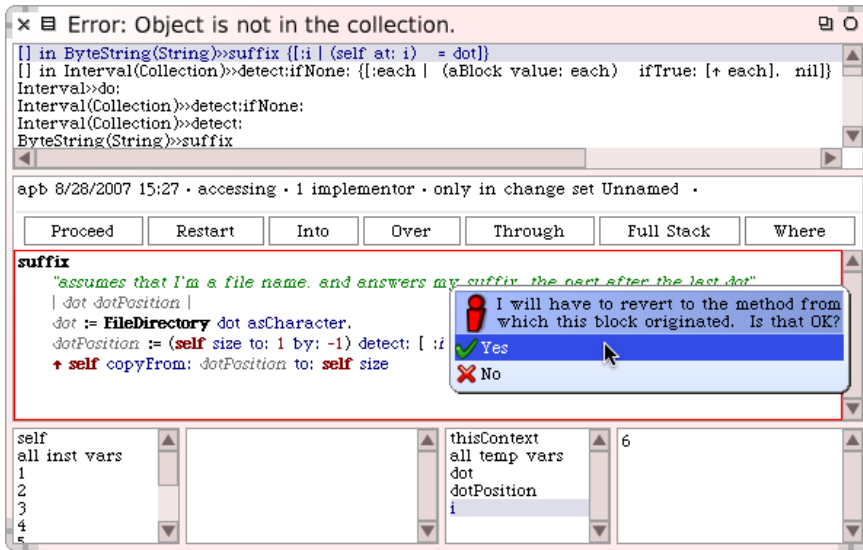 Error: Object is not in the collection.
[] in ByteString(String)»suffix {[:i | (self at: i)   = dot]}
[] in Interval(Collection)»detect:ifNone: {[:each |   (aBlock value: each)   ifTrue: [↑ each].  nil]}
Interval»do:
Interval(Collection)»detect:ifNone:
Interval(Collection)»detect:
ByteString(String)»suffix
apb 8/28/2007 15:27 · accessing · 1 implementor · only in change set Unnamed ·
Proceed Restart Into Over Through Full Stack Where
suffix
"assumes that I'm a file name. and answers my suffix, the part after the last dot"
| dot dotPosition |
dot := FileDirectory dot asCharacter.
dotPosition := (self size to: 1 by: -1) detect: [ :i
↑ self copyFrom: dotPosition to: self size
I will have to revert to the method from
which this block originated.  Is that OK?
Yes
No
self
all inst vars
1
2
3
4
5
thisContext
all temp vars
dot
dotPosition
i
6